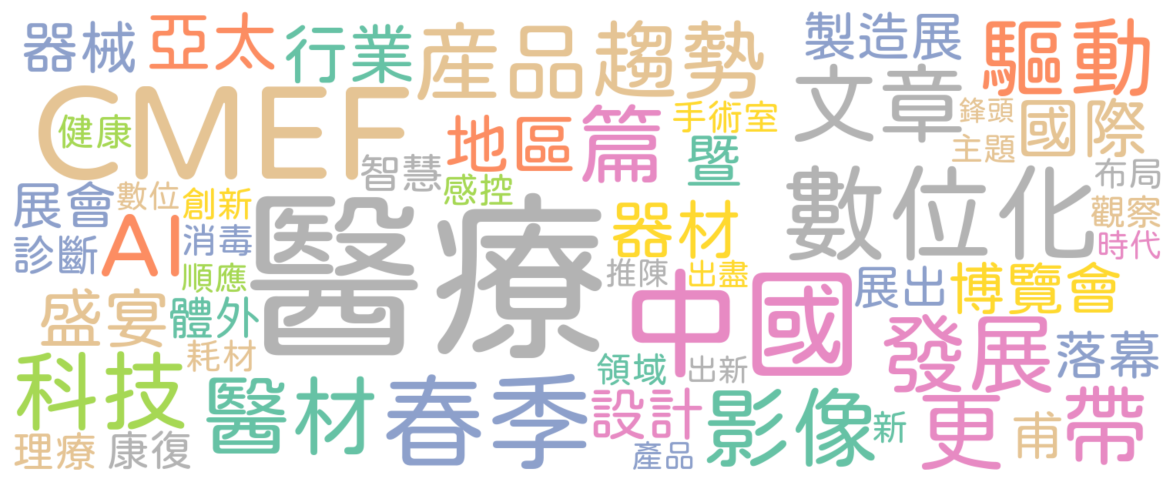 器械
亞太
行業
産品趨勢
製造展
驅動
CMEF
健康
智慧
地區
篇
手術室
暨
文章
鋒頭
主題
國際
展會
數位
創新
感控
診斷
AI
消毒
順應
醫療
器材
推陳
出盡
數位化
布局
觀察
時代
盛宴
體外
耗材
中國
展出
博覽會
科技
醫材
春季
領域
出新
設計
影像
發展
落幕
理療
康復
產品
新
更
甫
帶